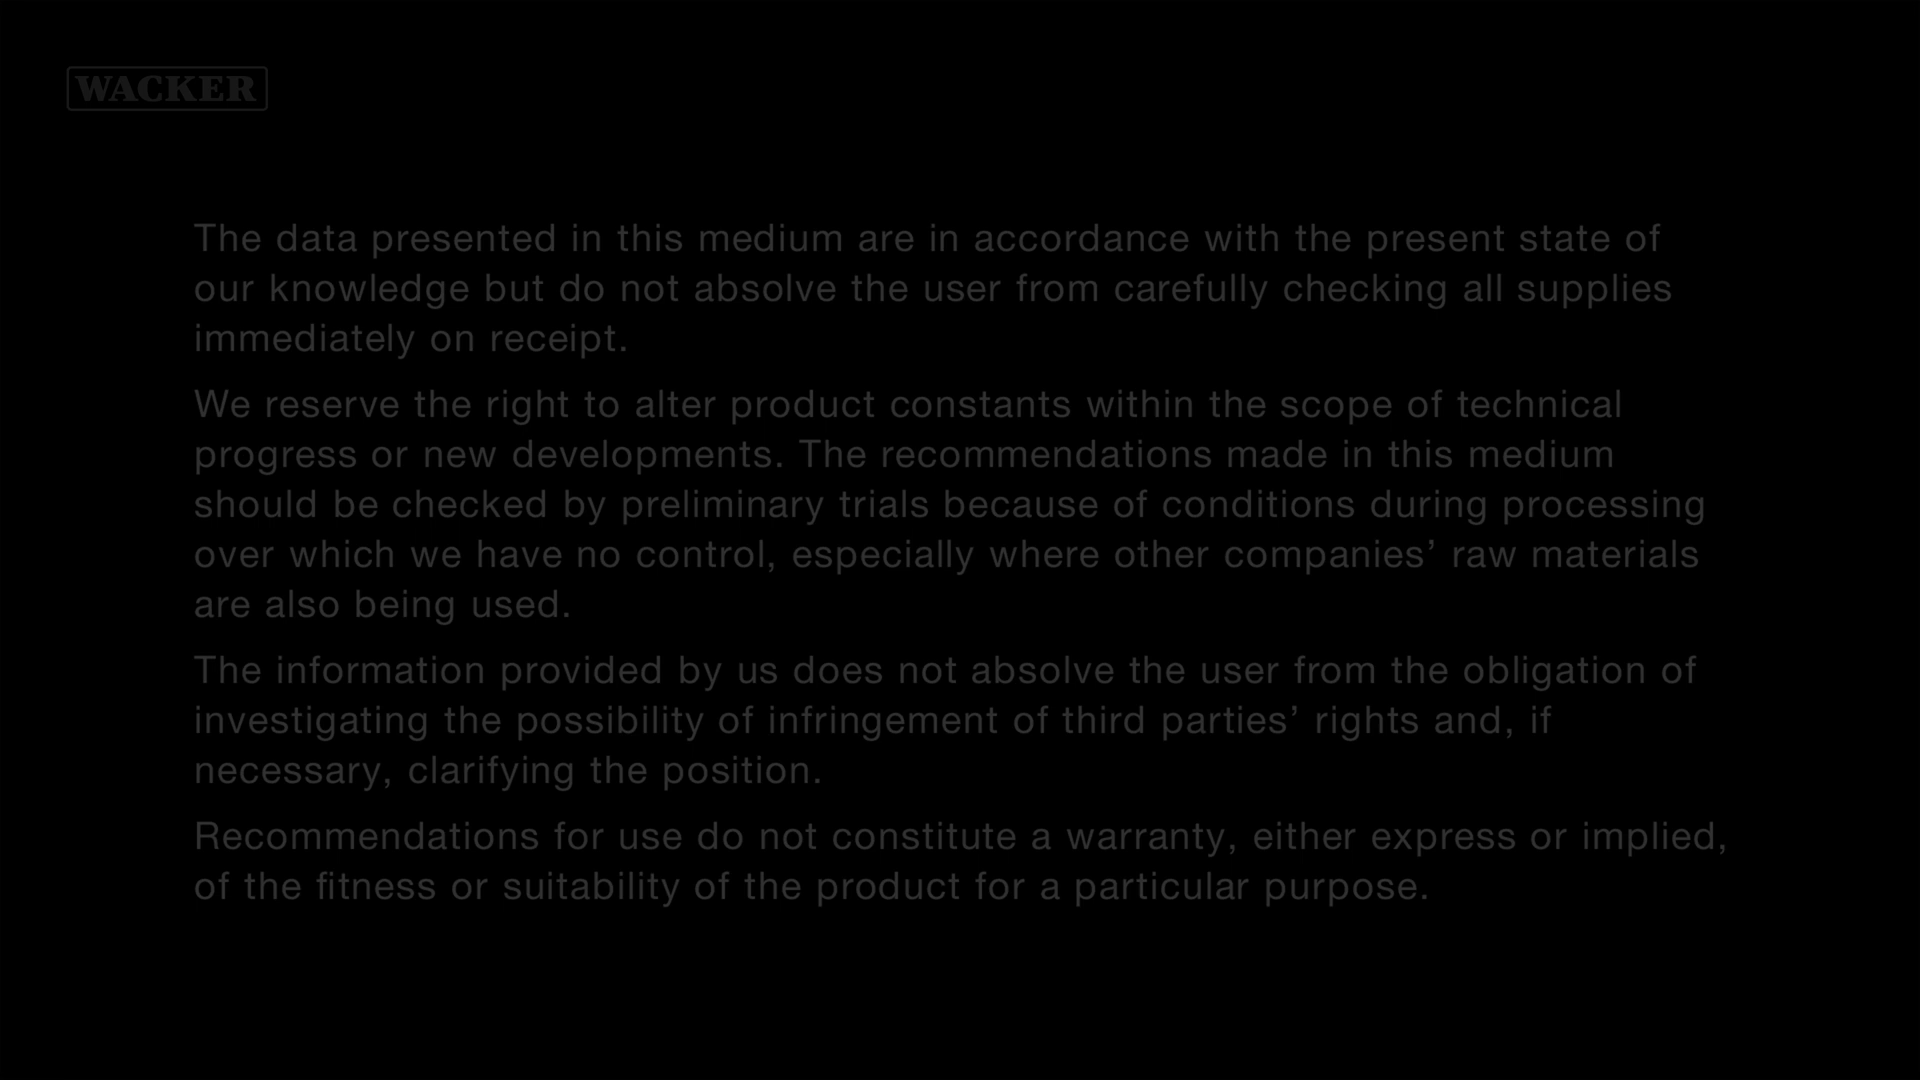 WACKER
The data presented in this medium are in accordance with the present state of
our knowledge but do not absolve the user from carefully checking all supplies
immediately on receipt.
We reserve the right to alter product constants within the scope of technical
progress or new developments. The recommendations made in this medium
should be checked by preliminary trials because of conditions during processing
over which we have no control, especially where other companies’ raw materials
are also being used.
The information provided by us does not absolve the user from the obligation of
investigating the possibility of infringement of third parties’ rights and, if
necessary, clarifying the position.
Recommendations for use do not constitute a warranty, either express or implied,
of the fitness or suitability of the product for a particular purpose.